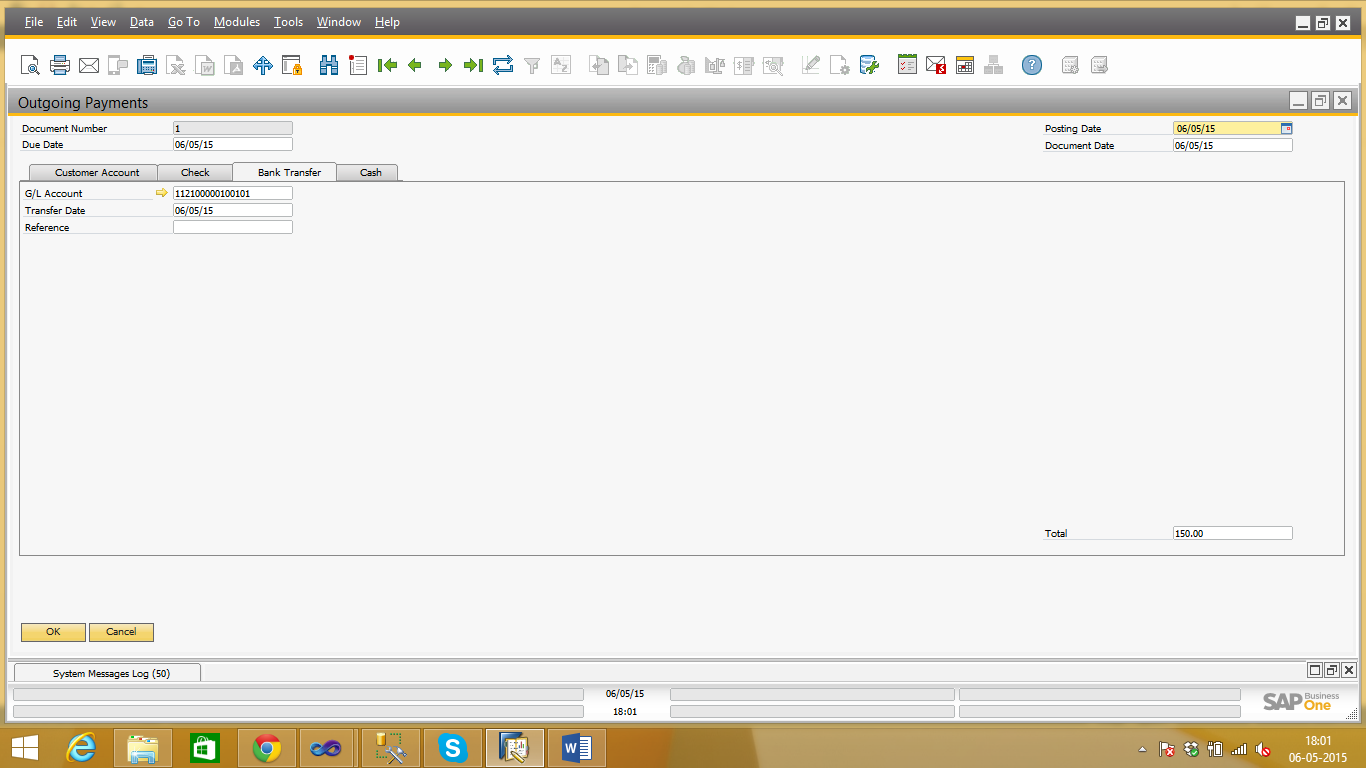 File Edit View Data Go To Modules Tools Window Help
Outgoing Payments
Document Number 1 Posting Date 06/05/15
Due Date 06/05/15 Document Date 06/05/15
Customer Account Check Bank Transfer Cash
G/L Account 112100000100101
Transfer Date 06/05/15
Reference
Total 150.00
OK Cancel
System Messages Log (50)
06/05/15
18:01
SAP Business One
18:01
06-05-2015